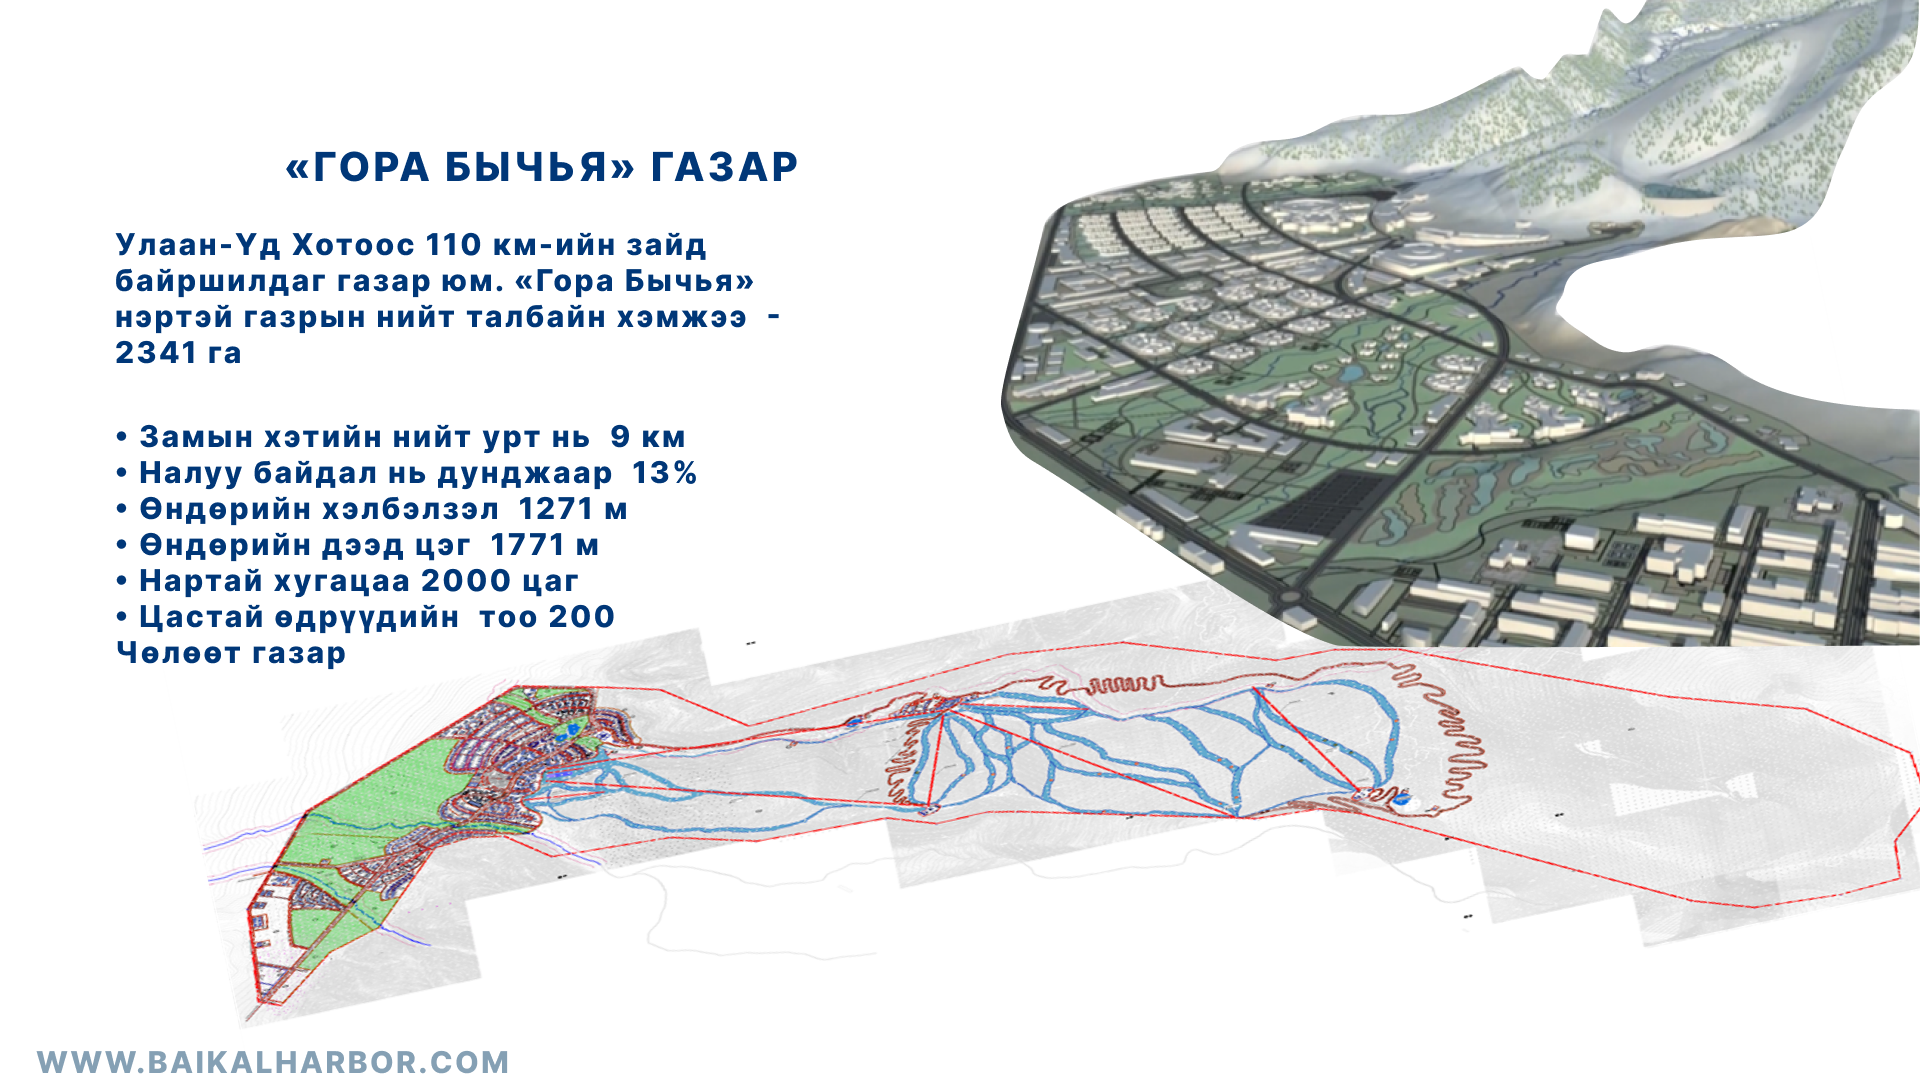 «ГОРА БЫЧЬЯ» ГАЗАР
Улаан-Үд Хотоос 110 км-ийн зайд
байршилдаг газар юм. «Гора Бычья»
нэртэй газрын нийт талбайн хэмжээ -
2341 га
• Замын хэтийн нийт урт нь 9 км
• Налуу байдал нь дунджаар 13%
• Өндөрийн хэлбэлзэл 1271 м
• Өндөрийн дээд цэг 1771 м
• Нартай хугацаа 2000 цаг
• Цастай өдрүүдийн тоо 200
Чөлөөт газар
WWW.BAIKALHARBOR.COM